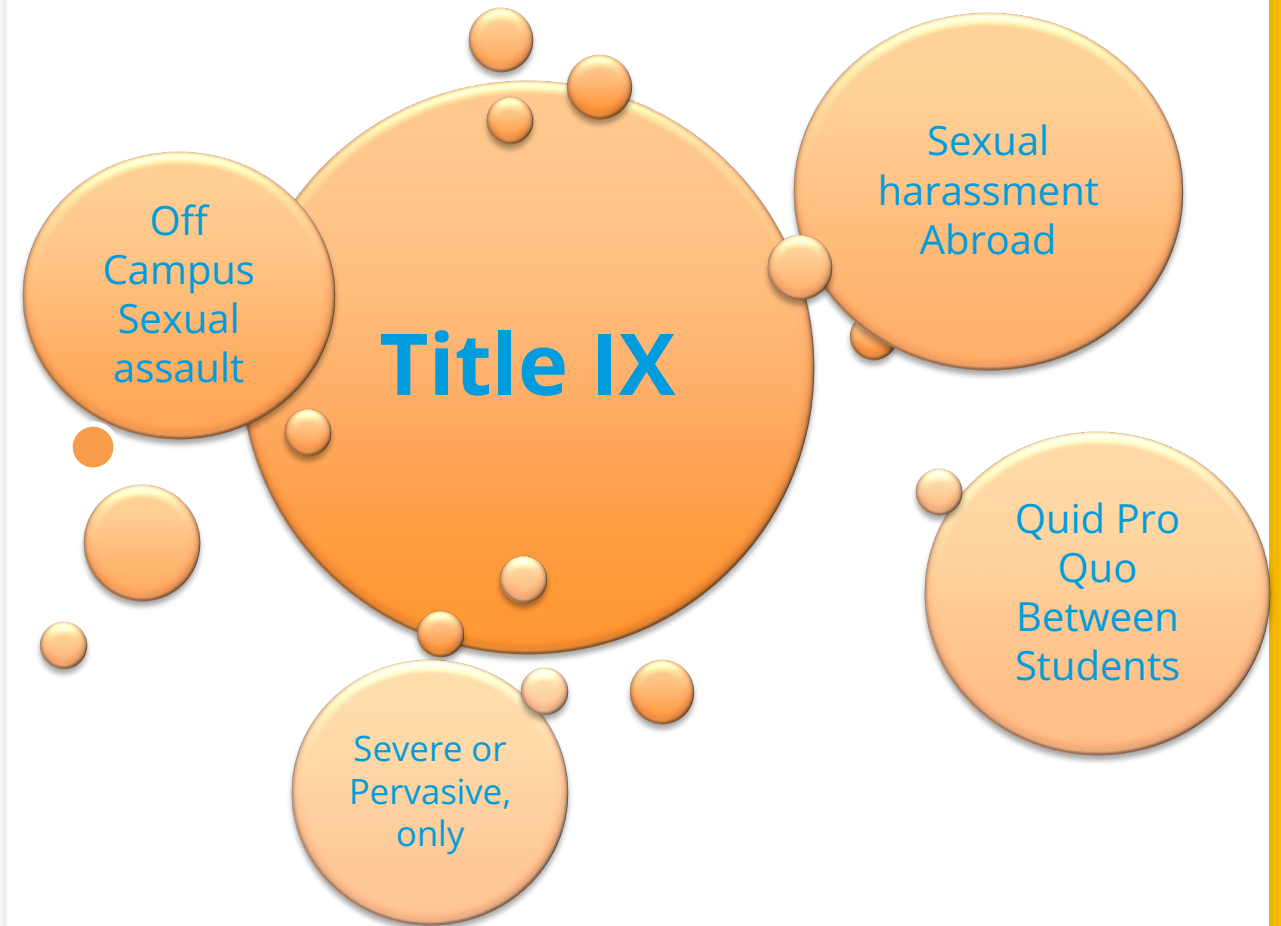 Title IX
Off
Campus
Sexual
assault
Sexual
harassment
Abroad
Quid Pro
Quo
Between
Students
Severe or
Pervasive,
only